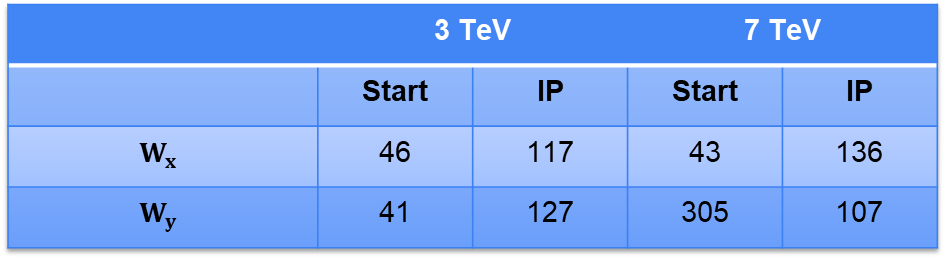 3 TeV 7 TeV
Start IP Start IP
Wx 46 117 43 136
Wy 41 127 305 107